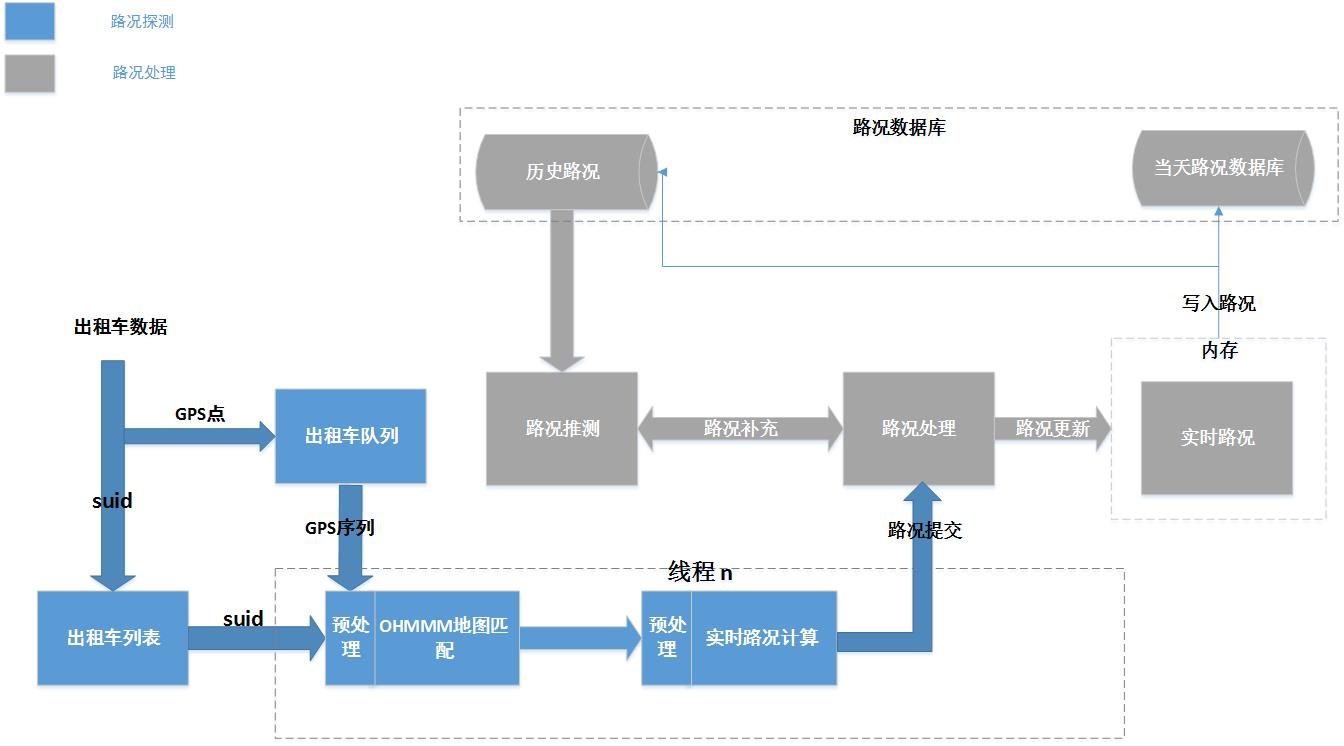 路况探测
路况处理
路况数据库
历史路况
当天路况数据库
写入路况
出租车数据
内存
GPS点
出租车队列
路况推测
路况补充
路况处理
路况更新
实时路况
suid
GPS序列
路况提交
线程 n
出租车列表
suid
预处
理
OHMMM地图匹
配
预处
理
实时路况计算